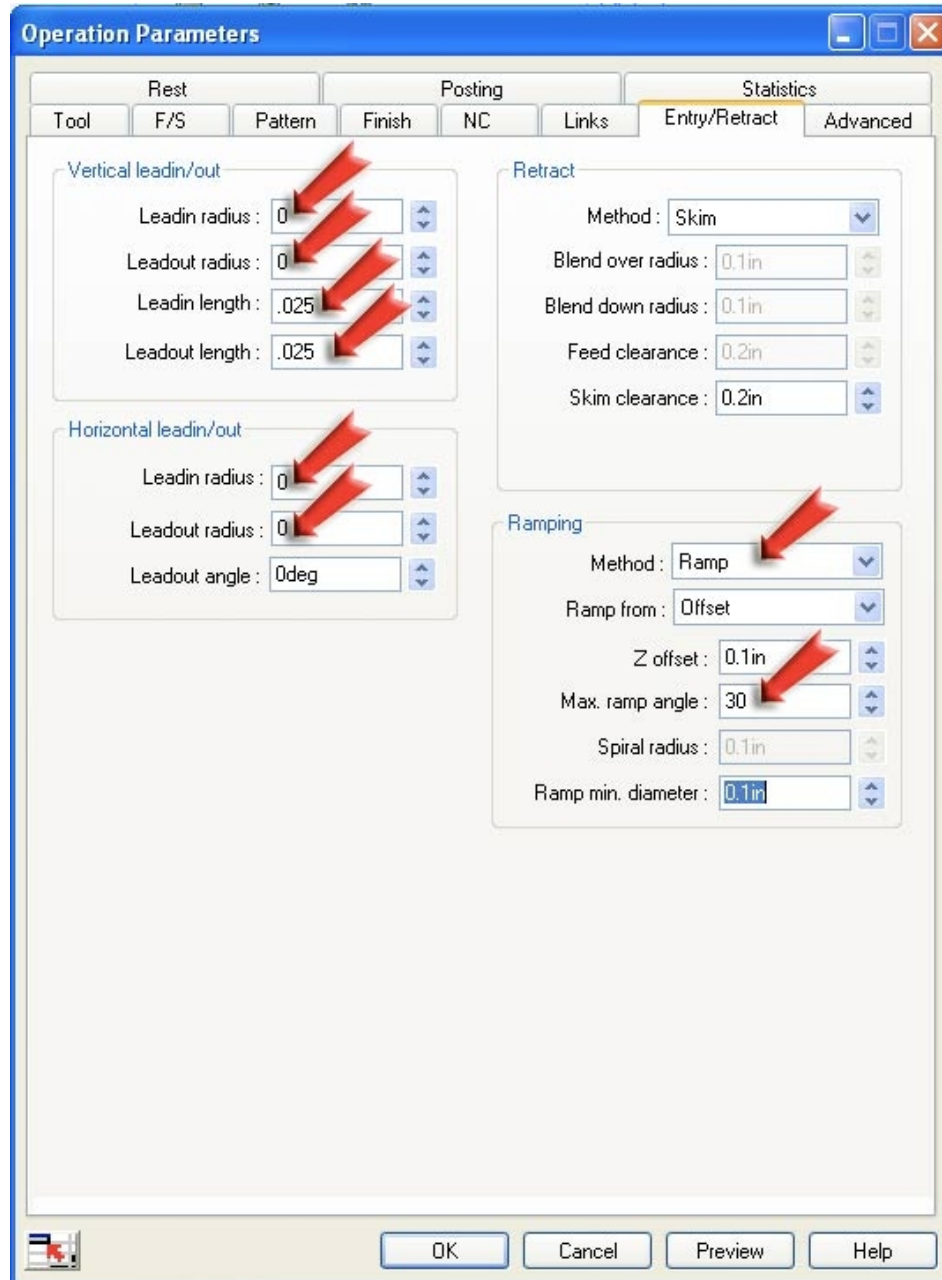 Operation Parameters
Rest Posting Statistics
Tool F/S Pattern Finish NC Links Entry/Retract Advanced
Vertical leadin/out
Leadin radius : 0
Leadout radius : 0
Leadin length : .025
Leadout length : .025
Horizontal leadin/out
Leadin radius : 0
Leadout radius : 0
Leadout angle : 0deg
Retract
Method : Skim
Blend over radius : 0.1in
Blend down radius : 0.1in
Feed clearance : 0.2in
Skim clearance : 0.2in
Ramping
Method : Ramp
Ramp from : Offset
Z offset : 0.1in
Max. ramp angle : 30
Spiral radius : 0.1in
Ramp min. diameter : 0.1in
OK Cancel Preview Help